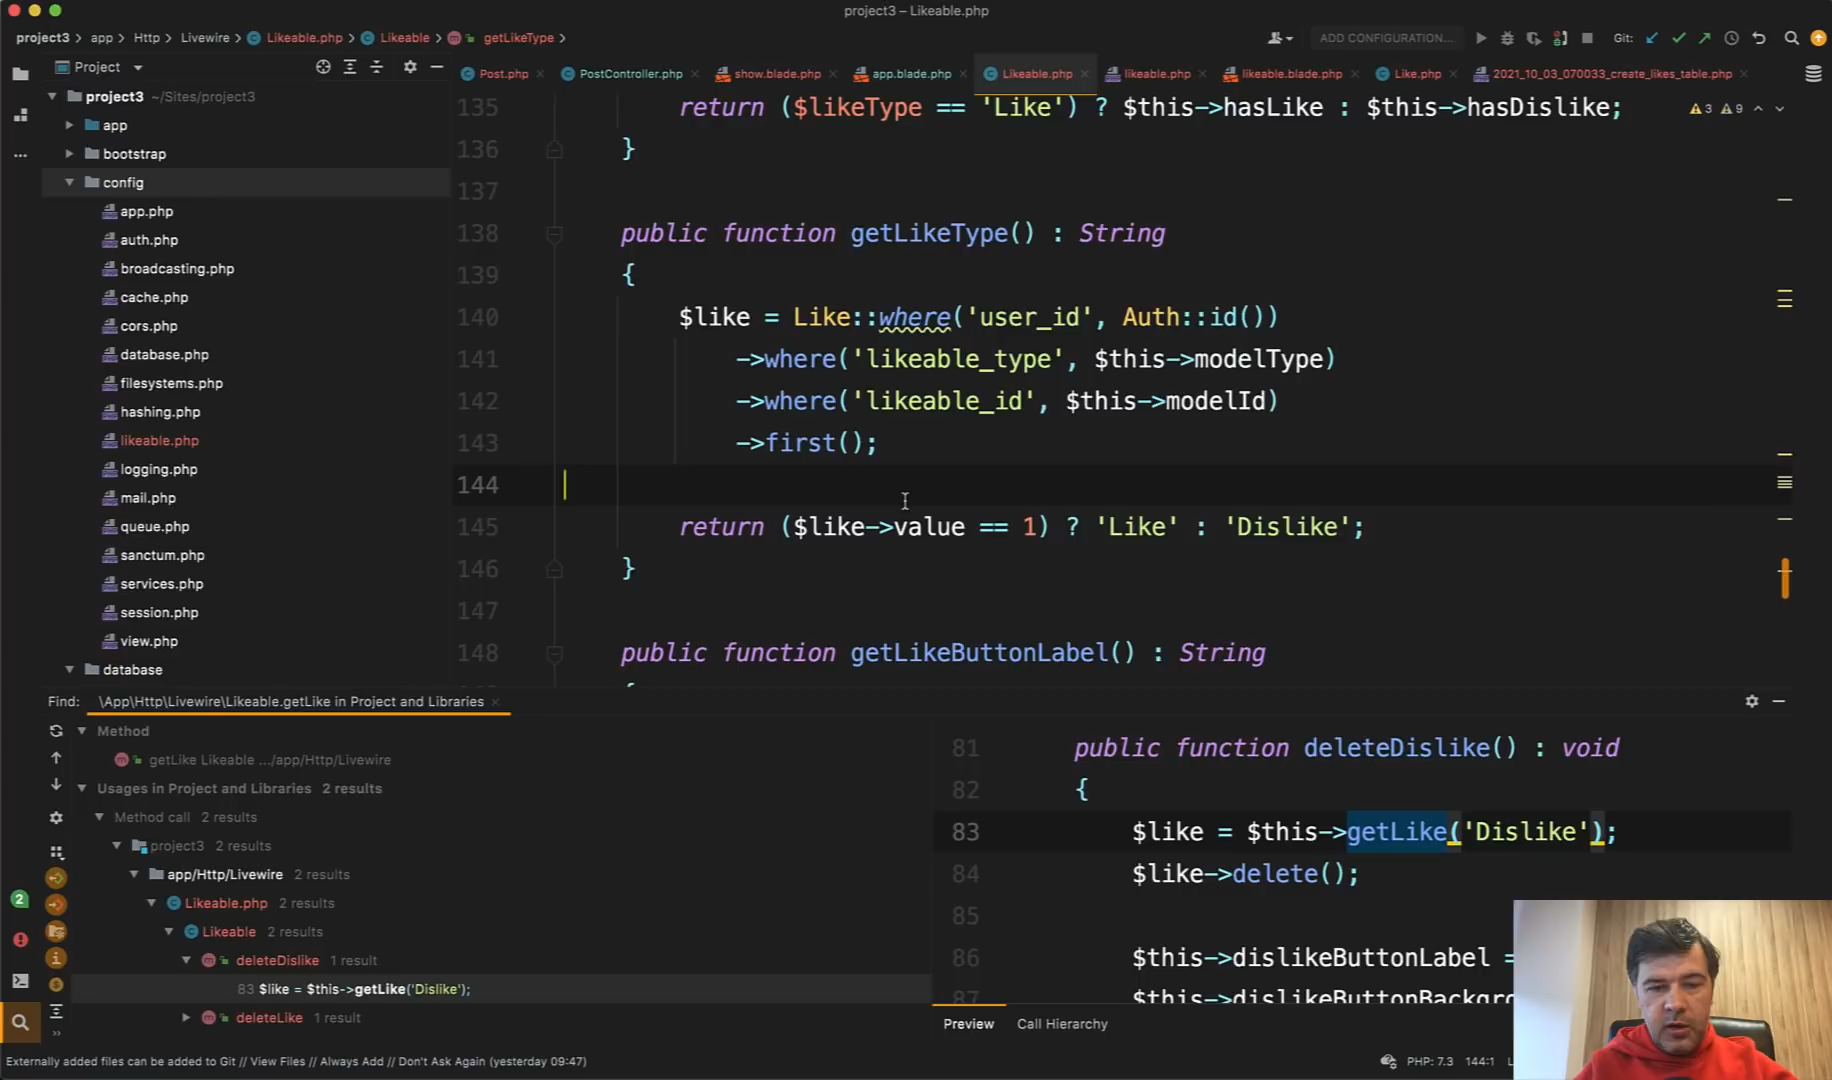 project3 – Likeable.php
project3 > app > Http > Livewire > Likeable.php > Likeable > getLikeType >
ADD CONFIGURATION...
Git:
Project
Post.php × PostController.php × show.blade.php × app.blade.php × Likeable.php × likeable.php × likeable.blade.php × Like.php × 2021_10_03_070033_create_likes_table.php ×
project3 ~/Sites/project3
app
bootstrap
config
app.php
auth.php
broadcasting.php
cache.php
cors.php
database.php
filesystems.php
hashing.php
likeable.php
logging.php
mail.php
queue.php
sanctum.php
services.php
session.php
view.php
database
3 9
135 return ($likeType == 'Like') ? $this->hasLike : $this->hasDislike;
136 }
137
138 public function getLikeType() : String
139 {
140 $like = Like::where('user_id', Auth::id())
141 ->where('likeable_type', $this->modelType)
142 ->where('likeable_id', $this->modelId)
143 ->first();
144
145 return ($like->value == 1) ? 'Like' : 'Dislike';
146 }
147
148 public function getLikeButtonLabel() : String
Find: \App\Http\Livewire\Likeable.getLike in Project and Libraries ×
Method
getLike Likeable .../app/Http/Livewire
Usages in Project and Libraries 2 results
Method call 2 results
project3 2 results
app/Http/Livewire 2 results
Likeable.php 2 results
Likeable 2 results
deleteDislike 1 result
83 $like = $this->getLike('Dislike');
deleteLike 1 result
2
81 public function deleteDislike() : void
82 {
83 $like = $this->getLike('Dislike');
84 $like->delete();
85
86 $this->dislikeButtonLabel =
87 $this->dislikeButtonBackgro
Preview Call Hierarchy
Externally added files can be added to Git // View Files // Always Add // Don't Ask Again (yesterday 09:47)
PHP: 7.3 144:1